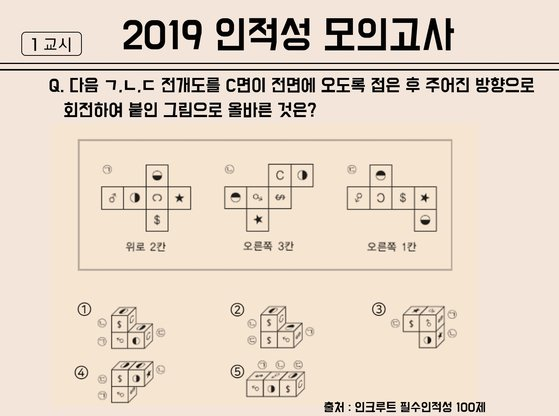 1 교시
2019 인적성 모의고사
Q. 다음 ㄱ,ㄴ,ㄷ 전개도를 C면이 전면에 오도록 접은 후 주어진 방향으로
회전하여 붙인 그림으로 올바른 것은?
㉠ ㉡ ㉢
C
$ $ $
위로 2칸 오른쪽 3칸 오른쪽 1칸
① ② ③
④ ⑤
출처 : 인크루트 필수인적성 100제